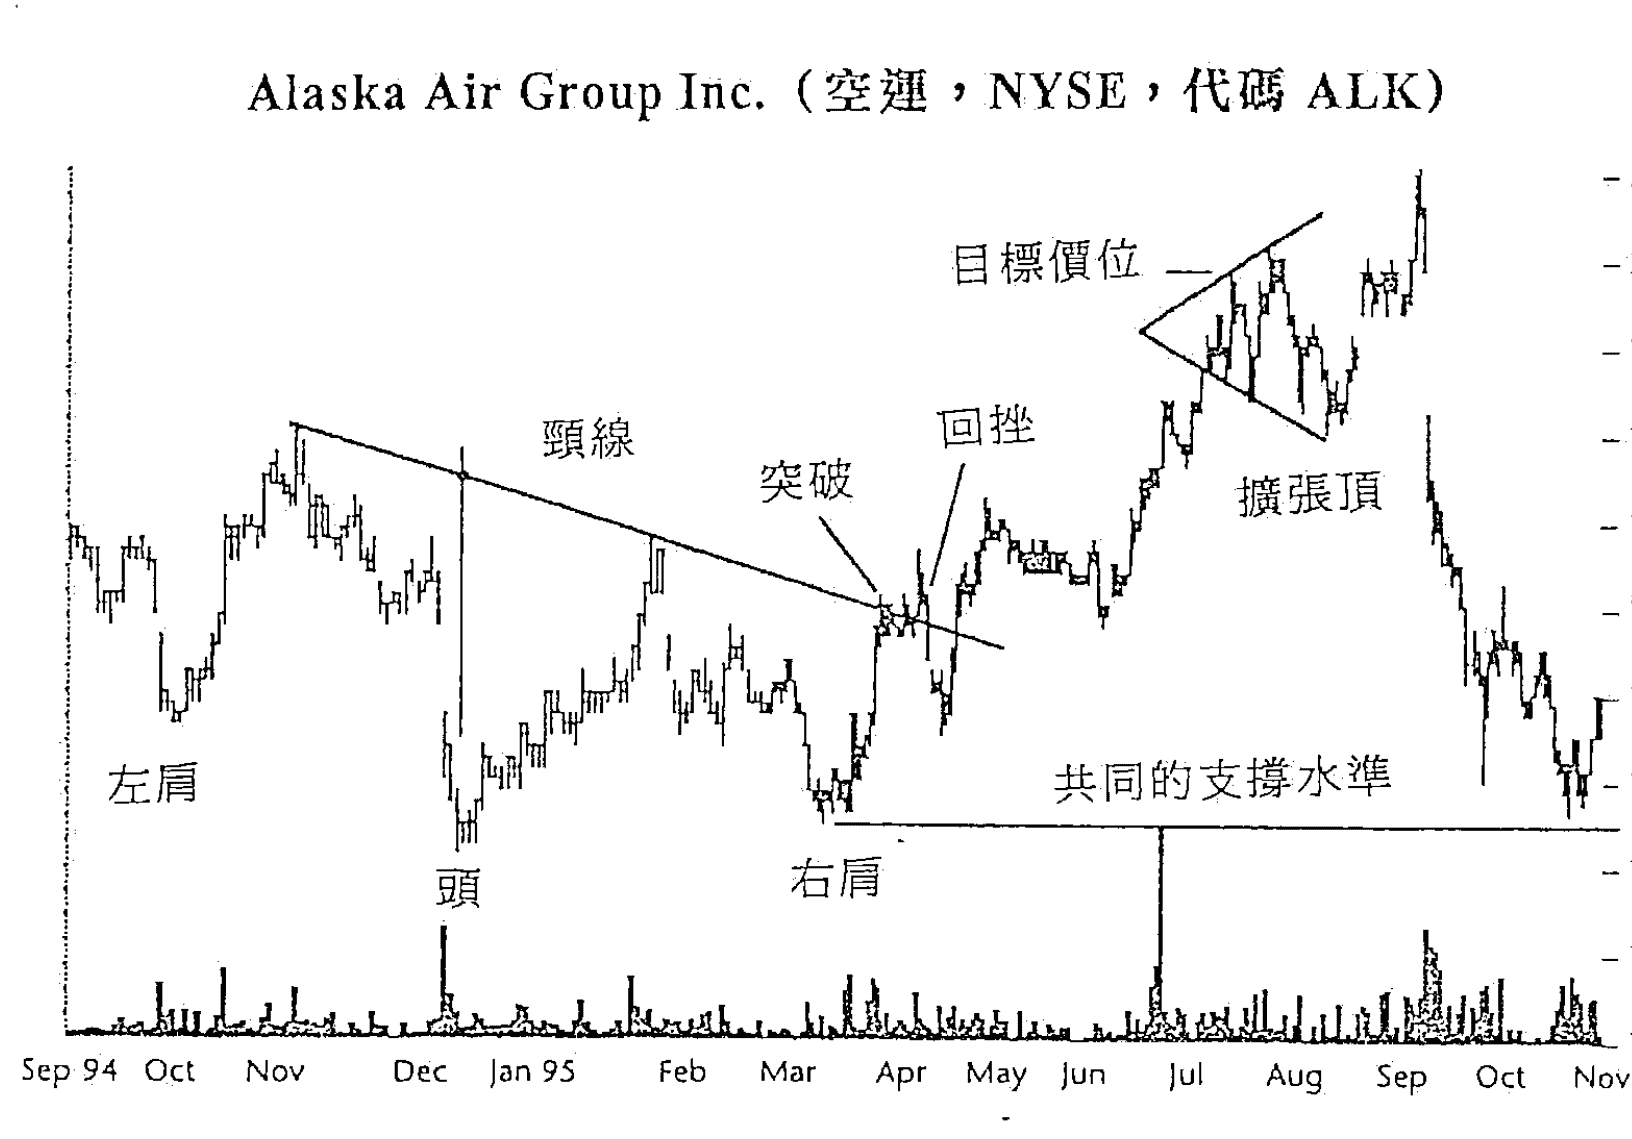 Alaska Air Group Inc.（空運，NYSE，代碼 ALK）
目標價位
頸線
回挫
突破
擴張頂
左肩
共同的支撐水準
頭
右肩
Sep 94 Oct Nov Dec Jan 95 Feb Mar Apr May Jun Jul Aug Sep Oct Nov